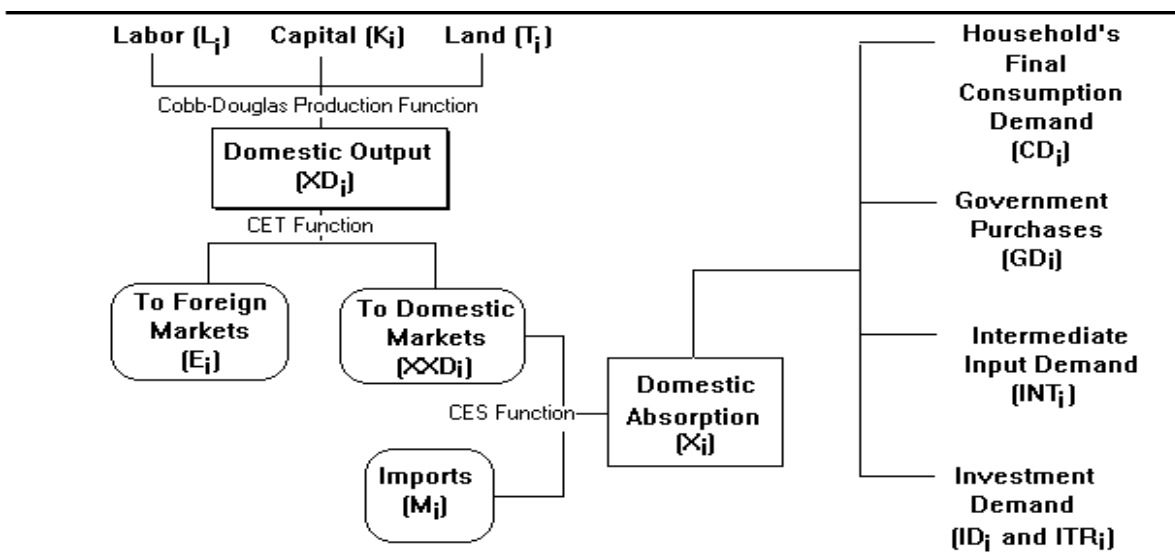 Labor (Li) Capital (Ki) Land (Ti)
Cobb-Douglas Production Function
Domestic Output
(XDi)
CET Function
To Foreign
Markets
(Ei)
To Domestic
Markets
(XXDi)
CES Function
Imports
(Mi)
Domestic
Absorption
(Xi)
Household's
Final
Consumption
Demand
(CDi)
Government
Purchases
(GDi)
Intermediate
Input Demand
(INTi)
Investment
Demand
(IDi and ITRi)